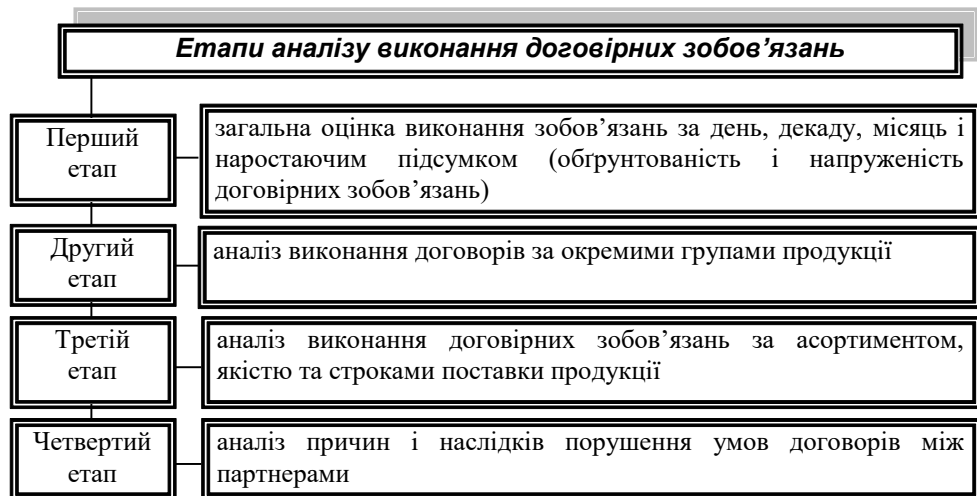 Етапи аналізу виконання договірних зобов’язань
Перший
етап
загальна оцінка виконання зобов’язань за день, декаду, місяць і
наростаючим підсумком (обґрунтованість і напруженість
договірних зобов’язань)
Другий
етап
аналіз виконання договорів за окремими групами продукції
Третій
етап
аналіз виконання договірних зобов’язань за асортиментом,
якістю та строками поставки продукції
Четвертий
етап
аналіз причин і наслідків порушення умов договорів між
партнерами